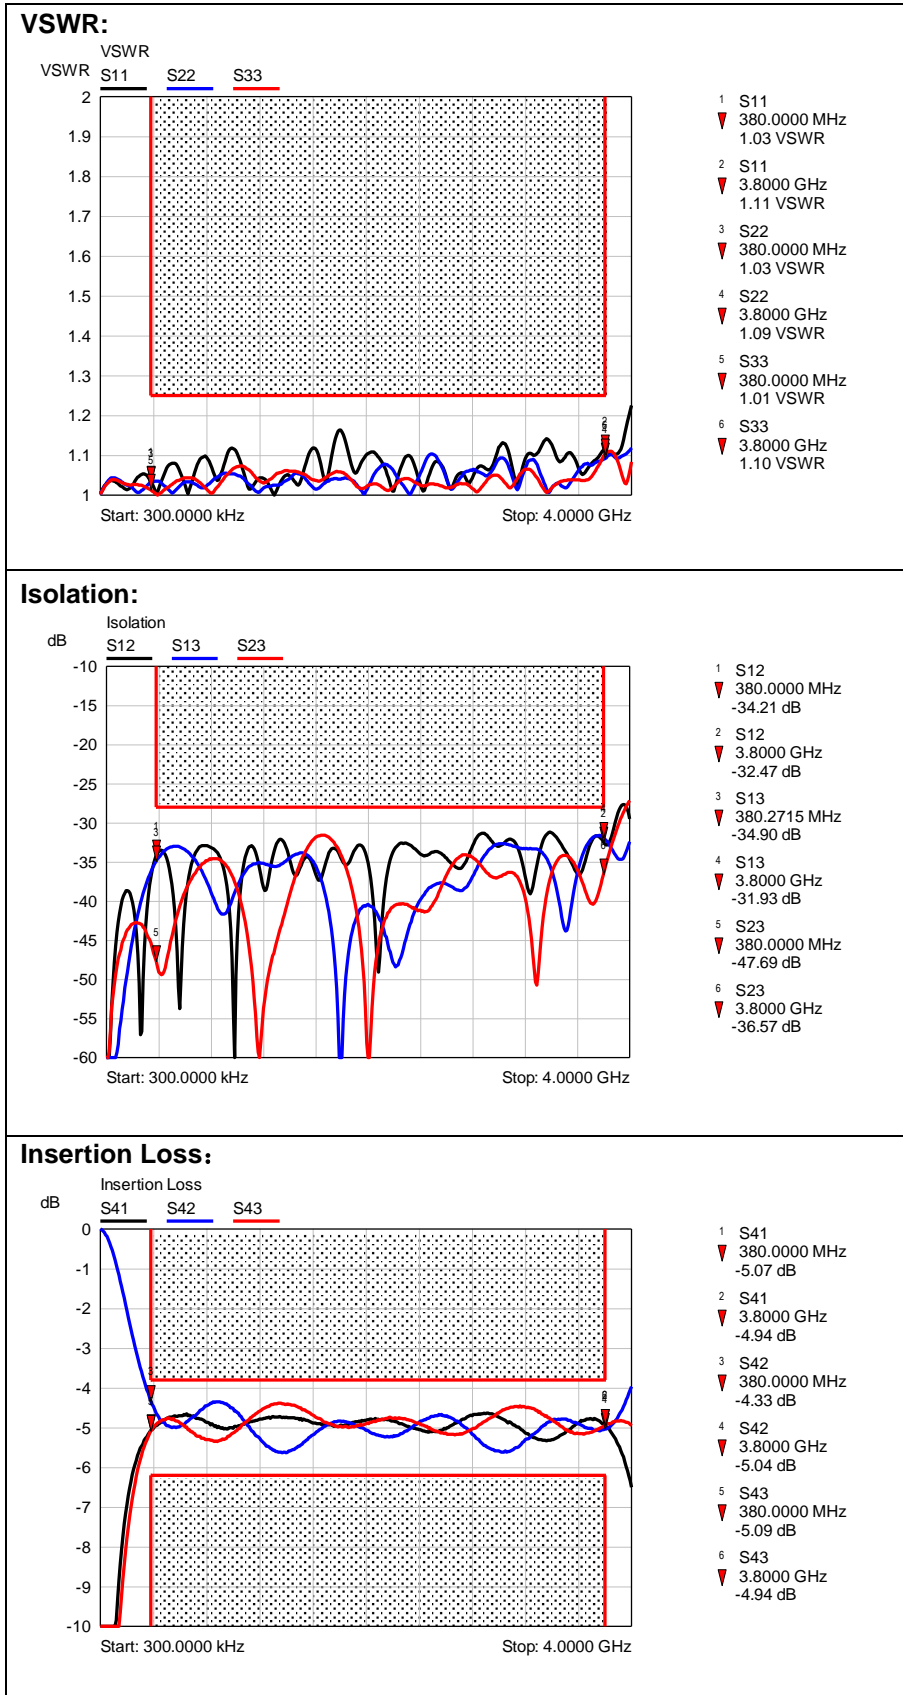 VSWR:
VSWR
VSWR
S11 S22 S33
2
1.9
1.8
1.7
1.6
1.5
1.4
1.3
1.2
1.1
1
Start: 300.0000 kHz Stop: 4.0000 GHz
1 S11
380.0000 MHz
1.03 VSWR
2 S11
3.8000 GHz
1.11 VSWR
3 S22
380.0000 MHz
1.03 VSWR
4 S22
3.8000 GHz
1.09 VSWR
5 S33
380.0000 MHz
1.01 VSWR
6 S33
3.8000 GHz
1.10 VSWR
Isolation:
Isolation
dB
S12 S13 S23
-10
-15
-20
-25
-30
-35
-40
-45
-50
-55
-60
Start: 300.0000 kHz Stop: 4.0000 GHz
1 S12
380.0000 MHz
-34.21 dB
2 S12
3.8000 GHz
-32.47 dB
3 S13
380.2715 MHz
-34.90 dB
4 S13
3.8000 GHz
-31.93 dB
5 S23
380.0000 MHz
-47.69 dB
6 S23
3.8000 GHz
-36.57 dB
Insertion Loss：
Insertion Loss
dB
S41 S42 S43
0
-1
-2
-3
-4
-5
-6
-7
-8
-9
-10
Start: 300.0000 kHz Stop: 4.0000 GHz
1 S41
380.0000 MHz
-5.07 dB
2 S41
3.8000 GHz
-4.94 dB
3 S42
380.0000 MHz
-4.33 dB
4 S42
3.8000 GHz
-5.04 dB
5 S43
380.0000 MHz
-5.09 dB
6 S43
3.8000 GHz
-4.94 dB